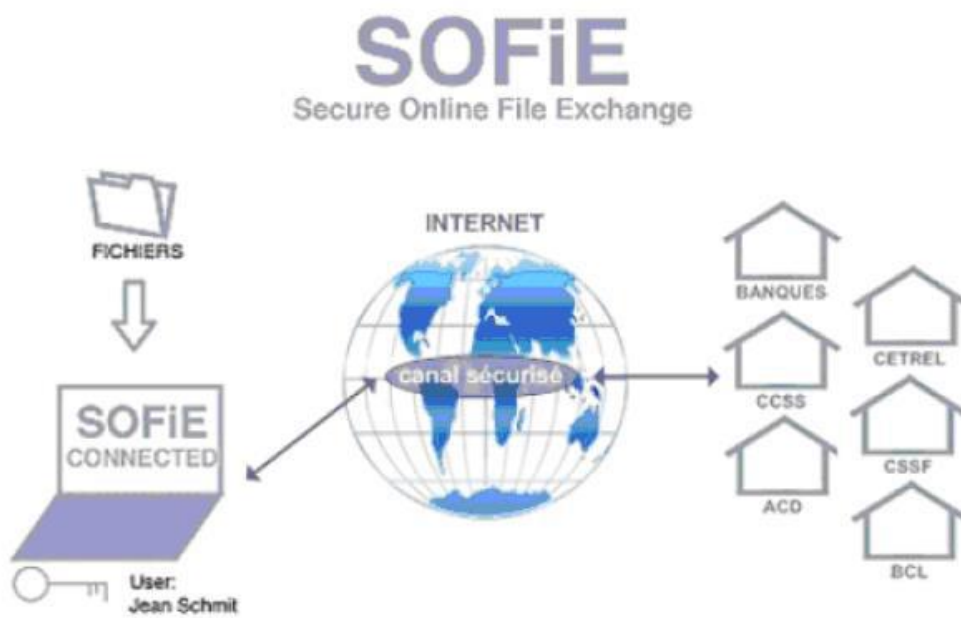 SOFiE
Secure Online File Exchange
FICHIERS
SOFiE
CONNECTED
User:
Jean Schmit
INTERNET
canal sécurisé
BANQUES
CETREL
CCSS
CSSF
ACD
BCL